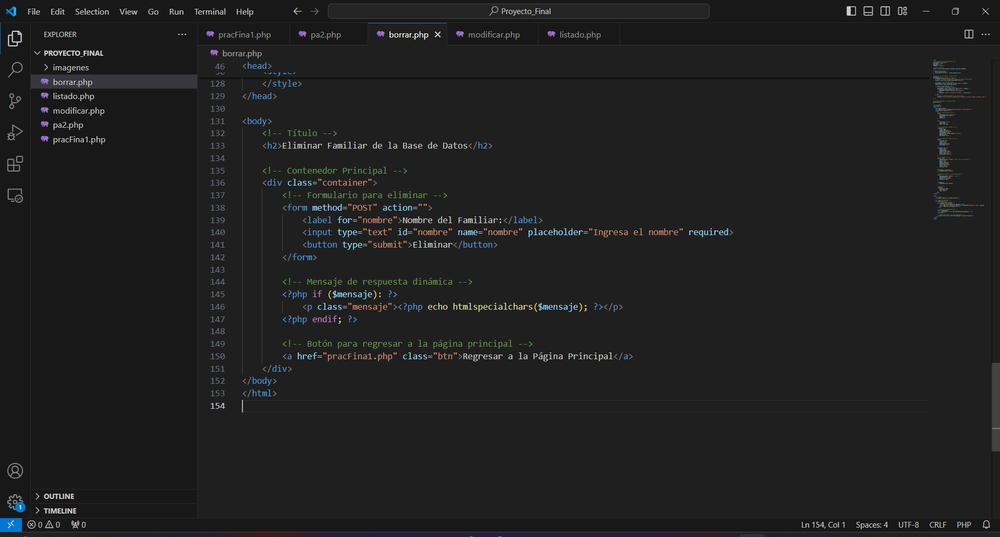 File Edit Selection View Go Run Terminal Help
Proyecto_Final
EXPLORER
PROYECTO_FINAL
imagenes
borrar.php
listado.php
modificar.php
pa2.php
pracFina1.php
OUTLINE
TIMELINE
pracFina1.php pa2.php borrar.php modificar.php listado.php
borrar.php
46 <head>
128 </style>
129 </head>
130
131 <body>
132 <!-- Título -->
133 <h2>Eliminar Familiar de la Base de Datos</h2>
134
135 <!-- Contenedor Principal -->
136 <div class="container">
137 <!-- Formulario para eliminar -->
138 <form method="POST" action="">
139 <label for="nombre">Nombre del Familiar:</label>
140 <input type="text" id="nombre" name="nombre" placeholder="Ingresa el nombre" required>
141 <button type="submit">Eliminar</button>
142 </form>
143
144 <!-- Mensaje de respuesta dinámica -->
145 <?php if ($mensaje): ?>
146 <p class="mensaje"><?php echo htmlspecialchars($mensaje); ?></p>
147 <?php endif; ?>
148
149 <!-- Botón para regresar a la página principal -->
150 <a href="pracFina1.php" class="btn">Regresar a la Página Principal</a>
151 </div>
152 </body>
153 </html>
154
1
0 0 0
Ln 154, Col 1 Spaces: 4 UTF-8 CRLF PHP